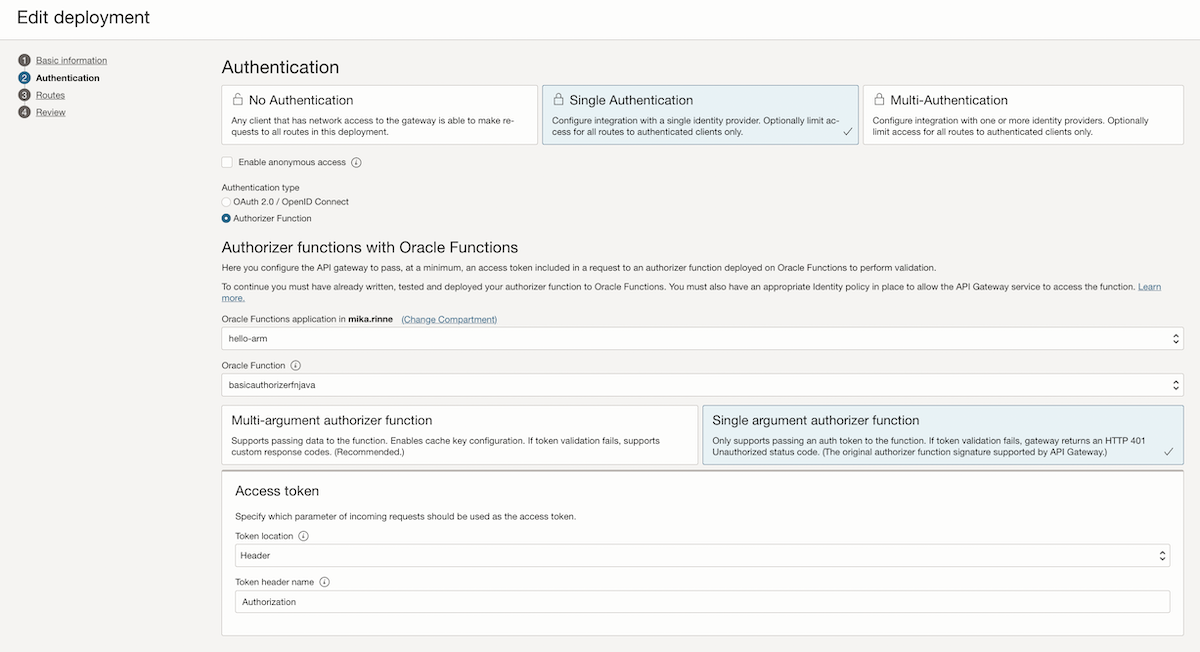 Edit deployment
1 Basic information
2 Authentication
3 Routes
4 Review
Authentication
No Authentication
Any client that has network access to the gateway is able to make re-
quests to all routes in this deployment.
Single Authentication
Configure integration with a single identity provider. Optionally limit ac-
cess for all routes to authenticated clients only.
Multi-Authentication
Configure integration with one or more identity providers. Optionally
limit access for all routes to authenticated clients only.
Enable anonymous access
Authentication type
OAuth 2.0 / OpenID Connect
Authorizer Function
Authorizer functions with Oracle Functions
Here you configure the API gateway to pass, at a minimum, an access token included in a request to an authorizer function deployed on Oracle Functions to perform validation.
To continue you must have already written, tested and deployed your authorizer function to Oracle Functions. You must also have an appropriate Identity policy in place to allow the API Gateway service to access the function. Learn
more.
Oracle Functions application in mika.rinne (Change Compartment)
hello-arm
Oracle Function
basicauthorizerfnjava
Multi-argument authorizer function
Supports passing data to the function. Enables cache key configuration. If token validation fails, supports
custom response codes. (Recommended.)
Single argument authorizer function
Only supports passing an auth token to the function. If token validation fails, gateway returns an HTTP 401
Unauthorized status code. (The original authorizer function signature supported by API Gateway.)
Access token
Specify which parameter of incoming requests should be used as the access token.
Token location
Header
Token header name
Authorization